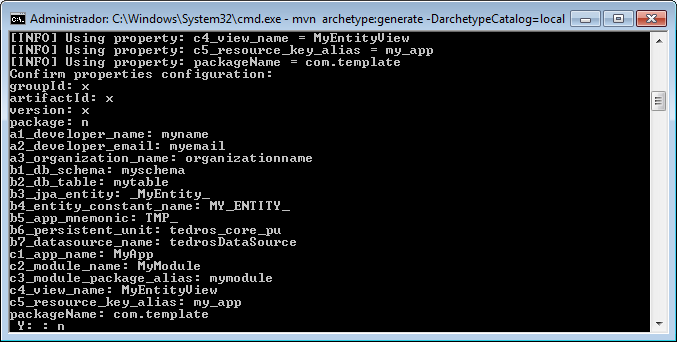 Administrador: C:\Windows\System32\cmd.exe - mvn  archetype:generate -DarchetypeCatalog=local
[INFO] Using property: c4_view_name = MyEntityView
[INFO] Using property: c5_resource_key_alias = my_app
[INFO] Using property: packageName = com.template
Confirm properties configuration:
groupId: x
artifactId: x
version: x
package: n
a1_developer_name: myname
a2_developer_email: myemail
a3_organization_name: organizationname
b1_db_schema: myschema
b2_db_table: mytable
b3_jpa_entity: _MyEntity_
b4_entity_constant_name: MY_ENTITY_
b5_app_mnemonic: TMP_
b6_persistent_unit: tedros_core_pu
b7_datasource_name: tedrosDataSource
c1_app_name: MyApp
c2_module_name: MyModule
c3_module_package_alias: mymodule
c4_view_name: MyEntityView
c5_resource_key_alias: my_app
packageName: com.template
Y: : n